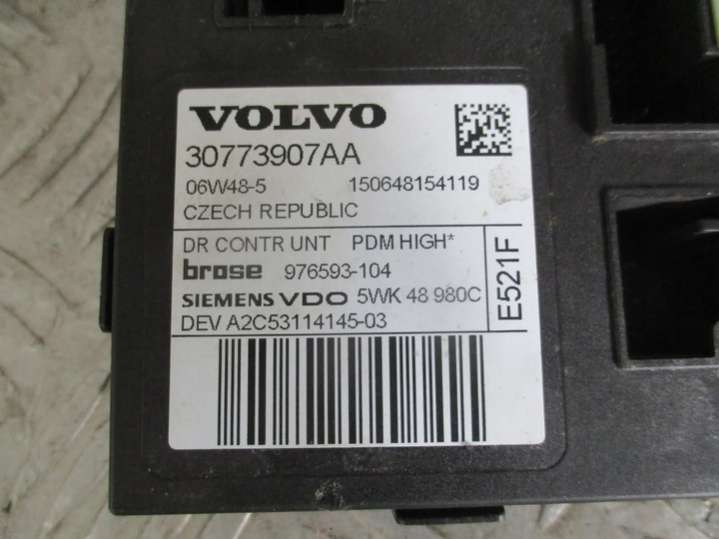 VOLVO
30773907AA
06W48-5 150648154119
CZECH REPUBLIC
DR CONTR UNT PDM HIGH*
brose 976593-104
SIEMENS VDO 5WK 48 980C
DEV A2C53114145-03
E521F